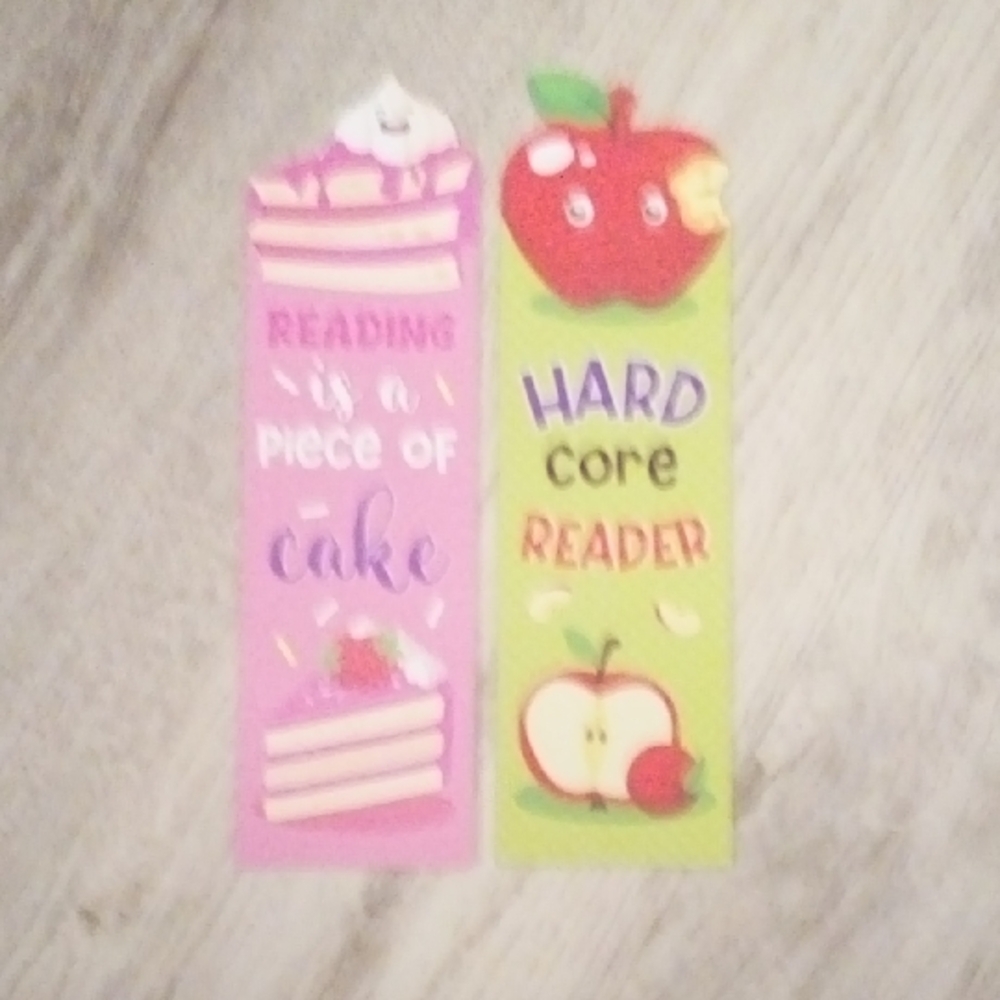 READING
is a
PIECE OF
cake
HARD
core
READER